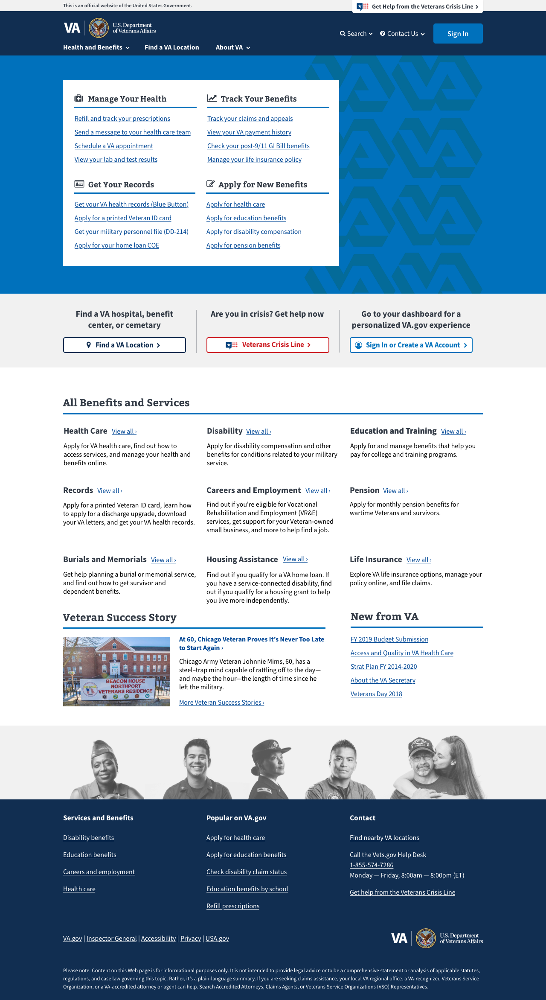 This is an official website of the United States Government.
Get Help from the Veterans Crisis Line
VA
U.S. Department
of Veterans Affairs
Search
Contact Us
Sign In
Health and Benefits
Find a VA Location
About VA
Manage Your Health
Refill and track your prescriptions
Send a message to your health care team
Schedule a VA appointment
View your lab and test results
Track Your Benefits
Track your claims and appeals
View your VA payment history
Check your post-9/11 GI Bill benefits
Manage your life insurance policy
Get Your Records
Get your VA health records (Blue Button)
Apply for a printed Veteran ID card
Get your military personnel file (DD-214)
Apply for your home loan COE
Apply for New Benefits
Apply for health care
Apply for education benefits
Apply for disability compensation
Apply for pension benefits
Find a VA hospital, benefit
center, or cemetary
Find a VA Location
Are you in crisis? Get help now
Veterans Crisis Line
Go to your dashboard for a
personalized VA.gov experience
Sign In or Create a VA Account
All Benefits and Services
Health Care View all ›
Apply for VA health care, find out how to
access services, and manage your health and
benefits online.
Disability View all ›
Apply for disability compensation and other
benefits for conditions related to your military
service.
Education and Training View all ›
Apply for and manage benefits that help you
pay for college and training programs.
Records View all ›
Apply for a printed Veteran ID card, learn how
to apply for a discharge upgrade, download
your VA letters, and get your VA health records.
Careers and Employment View all ›
Find out if you're eligible for Vocational
Rehabilitation and Employment (VR&E)
services, get support for your Veteran-owned
small business, and more to help find a job.
Pension View all ›
Apply for monthly pension benefits for
wartime Veterans and survivors.
Burials and Memorials View all ›
Get help planning a burial or memorial service,
and find out how to get survivor and
dependent benefits.
Housing Assistance View all ›
Find out if you qualify for a VA home loan. If
you have a service-connected disability, find
out if you qualify for a housing grant to help
you live more independently.
Life Insurance View all ›
Explore VA life insurance options, manage your
policy online, and file claims.
Veteran Success Story
BEACON HOUSE
NORTHPORT
VETERANS RESIDENCE
At 60, Chicago Veteran Proves It’s Never Too Late
to Start Again ›
Chicago Army Veteran Johnnie Mims, 60, has a
steel–trap mind capable of rattling off to the day—
and maybe the hour—the length of time since he
left the military.
More Veteran Success Stories ›
New from VA
FY 2019 Budget Submission
Access and Quality in VA Health Care
Strat Plan FY 2014-2020
About the VA Secretary
Veterans Day 2018
SPECTRE
Services and Benefits
Disability benefits
Education benefits
Careers and employment
Health care
Popular on VA.gov
Apply for health care
Apply for education benefits
Check disability claim status
Education benefits by school
Refill prescriptions
Contact
Find nearby VA locations
Call the Vets.gov Help Desk
1-855-574-7286
Monday — Friday, 8:00am — 8:00pm (ET)
Get help from the Veterans Crisis Line
VA.gov | Inspector General | Accessibility | Privacy | USA.gov
VA
U.S. Department
of Veterans Affairs
Please note: Content on this Web page is for informational purposes only. It is not intended to provide legal advice or to be a comprehensive statement or analysis of applicable statutes,
regulations, and case law governing this topic. Rather, it’s a plain-language summary. If you are seeking claims assistance, your local VA regional office, a VA-recognized Veterans Service
Organization, or a VA-accredited attorney or agent can help. Search Accredited Attorneys, Claims Agents, or Veterans Service Organizations (VSO) Representatives.